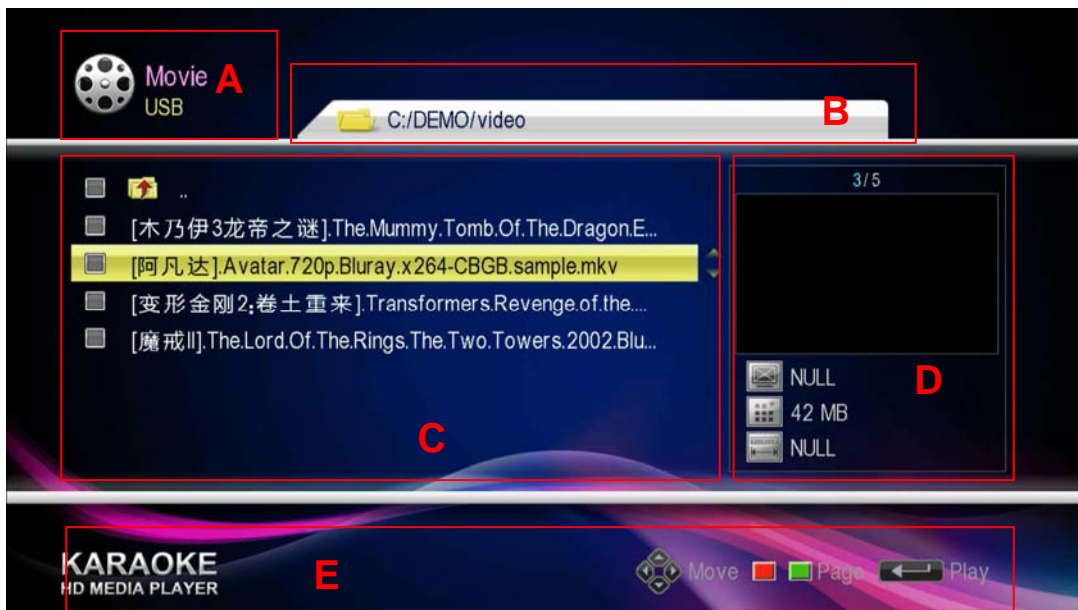 Movie A
USB
B
C:/DEMO/video
3/5
..
[木乃伊3龙帝之谜].The.Mummy.Tomb.Of.The.Dragon.E...
[阿凡达].Avatar.720p.Bluray.x264-CBGB.sample.mkv
[变形金刚2:卷土重来].Transformers.Revenge.of.the....
[魔戒II].The.Lord.Of.The.Rings.The.Two.Towers.2002.Blu...
C
NULL
D
42 MB
NULL
KARAOKE
HD MEDIA PLAYER
E
Move Page Play